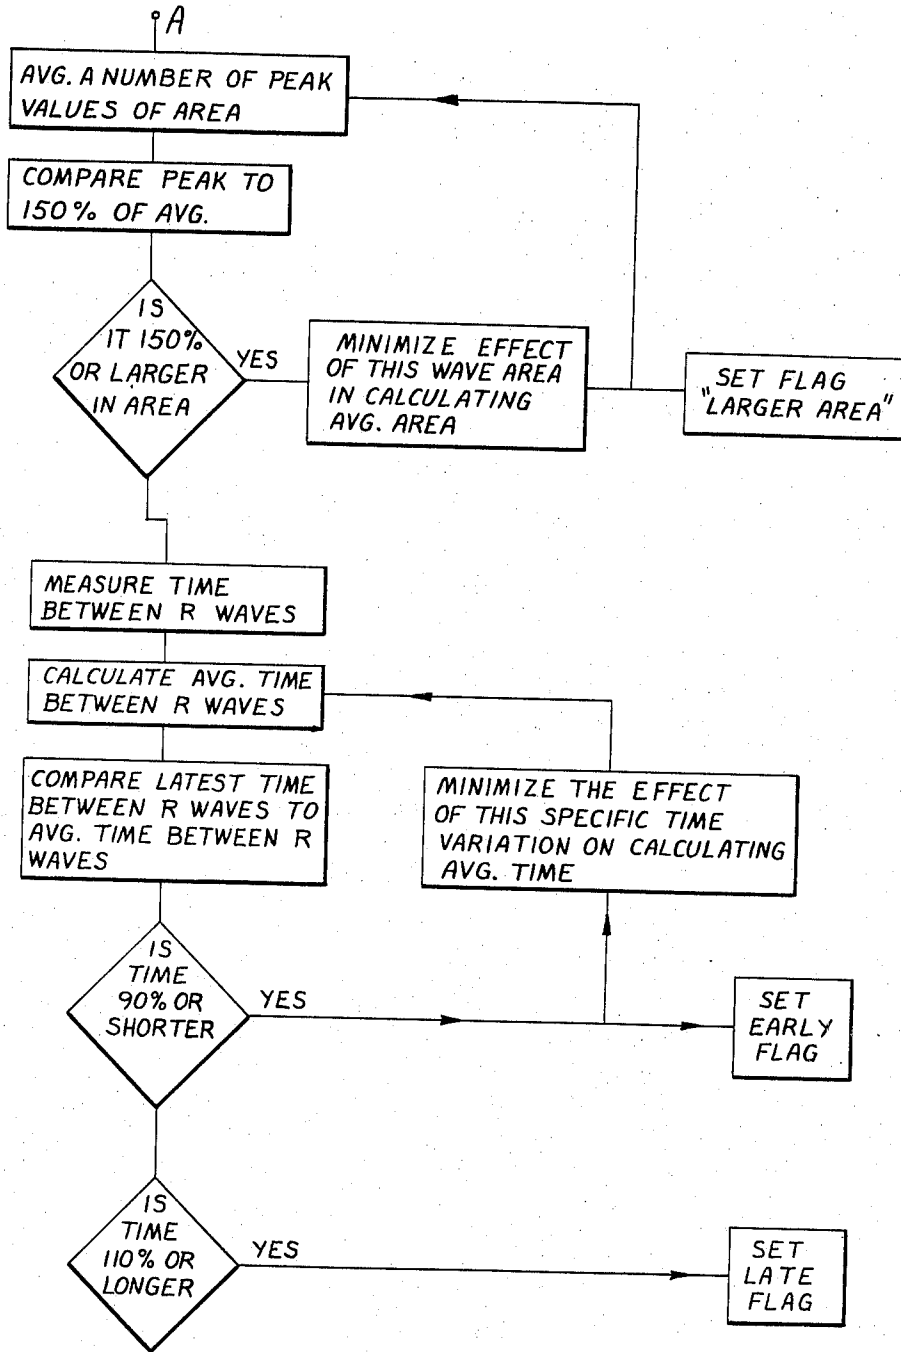 A
AVG. A NUMBER OF PEAK
VALUES OF AREA
COMPARE PEAK TO
150% OF AVG.
IS
IT 150%
OR LARGER
IN AREA
YES
MINIMIZE EFFECT
OF THIS WAVE AREA
IN CALCULATING
AVG. AREA
SET FLAG
"LARGER AREA"
MEASURE TIME
BETWEEN R WAVES
CALCULATE AVG. TIME
BETWEEN R WAVES
COMPARE LATEST TIME
BETWEEN R WAVES TO
AVG. TIME BETWEEN R
WAVES
MINIMIZE THE EFFECT
OF THIS SPECIFIC TIME
VARIATION ON CALCULATING
AVG. TIME
IS
TIME
90% OR
SHORTER
YES
SET
EARLY
FLAG
IS
TIME
110% OR
LONGER
YES
SET
LATE
FLAG